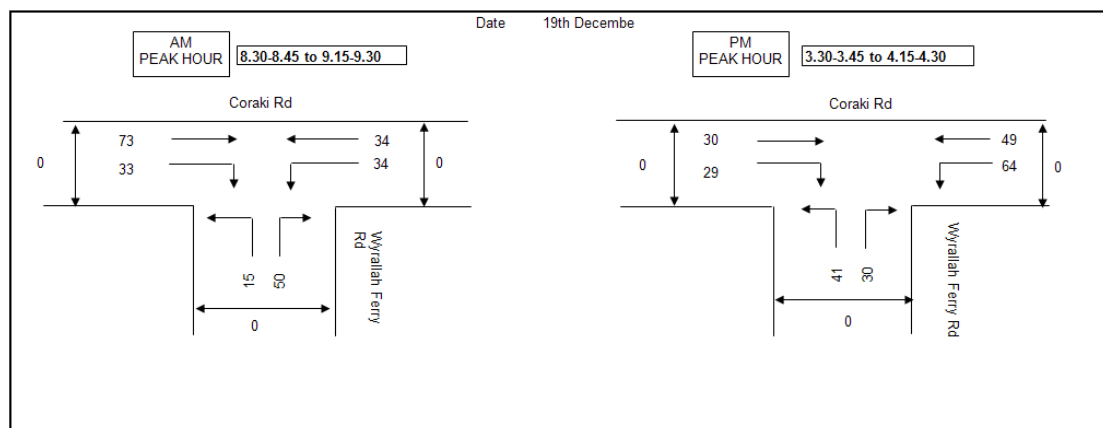 Date 19th Decembe
AM
PEAK HOUR
8.30-8.45 to 9.15-9.30
Coraki Rd
73
34
33
34
0
0
15
50
Wyrallah Ferry
Rd
0
PM
PEAK HOUR
3.30-3.45 to 4.15-4.30
Coraki Rd
30
49
29
64
0
0
41
30
Wyrallah Ferry Rd
0